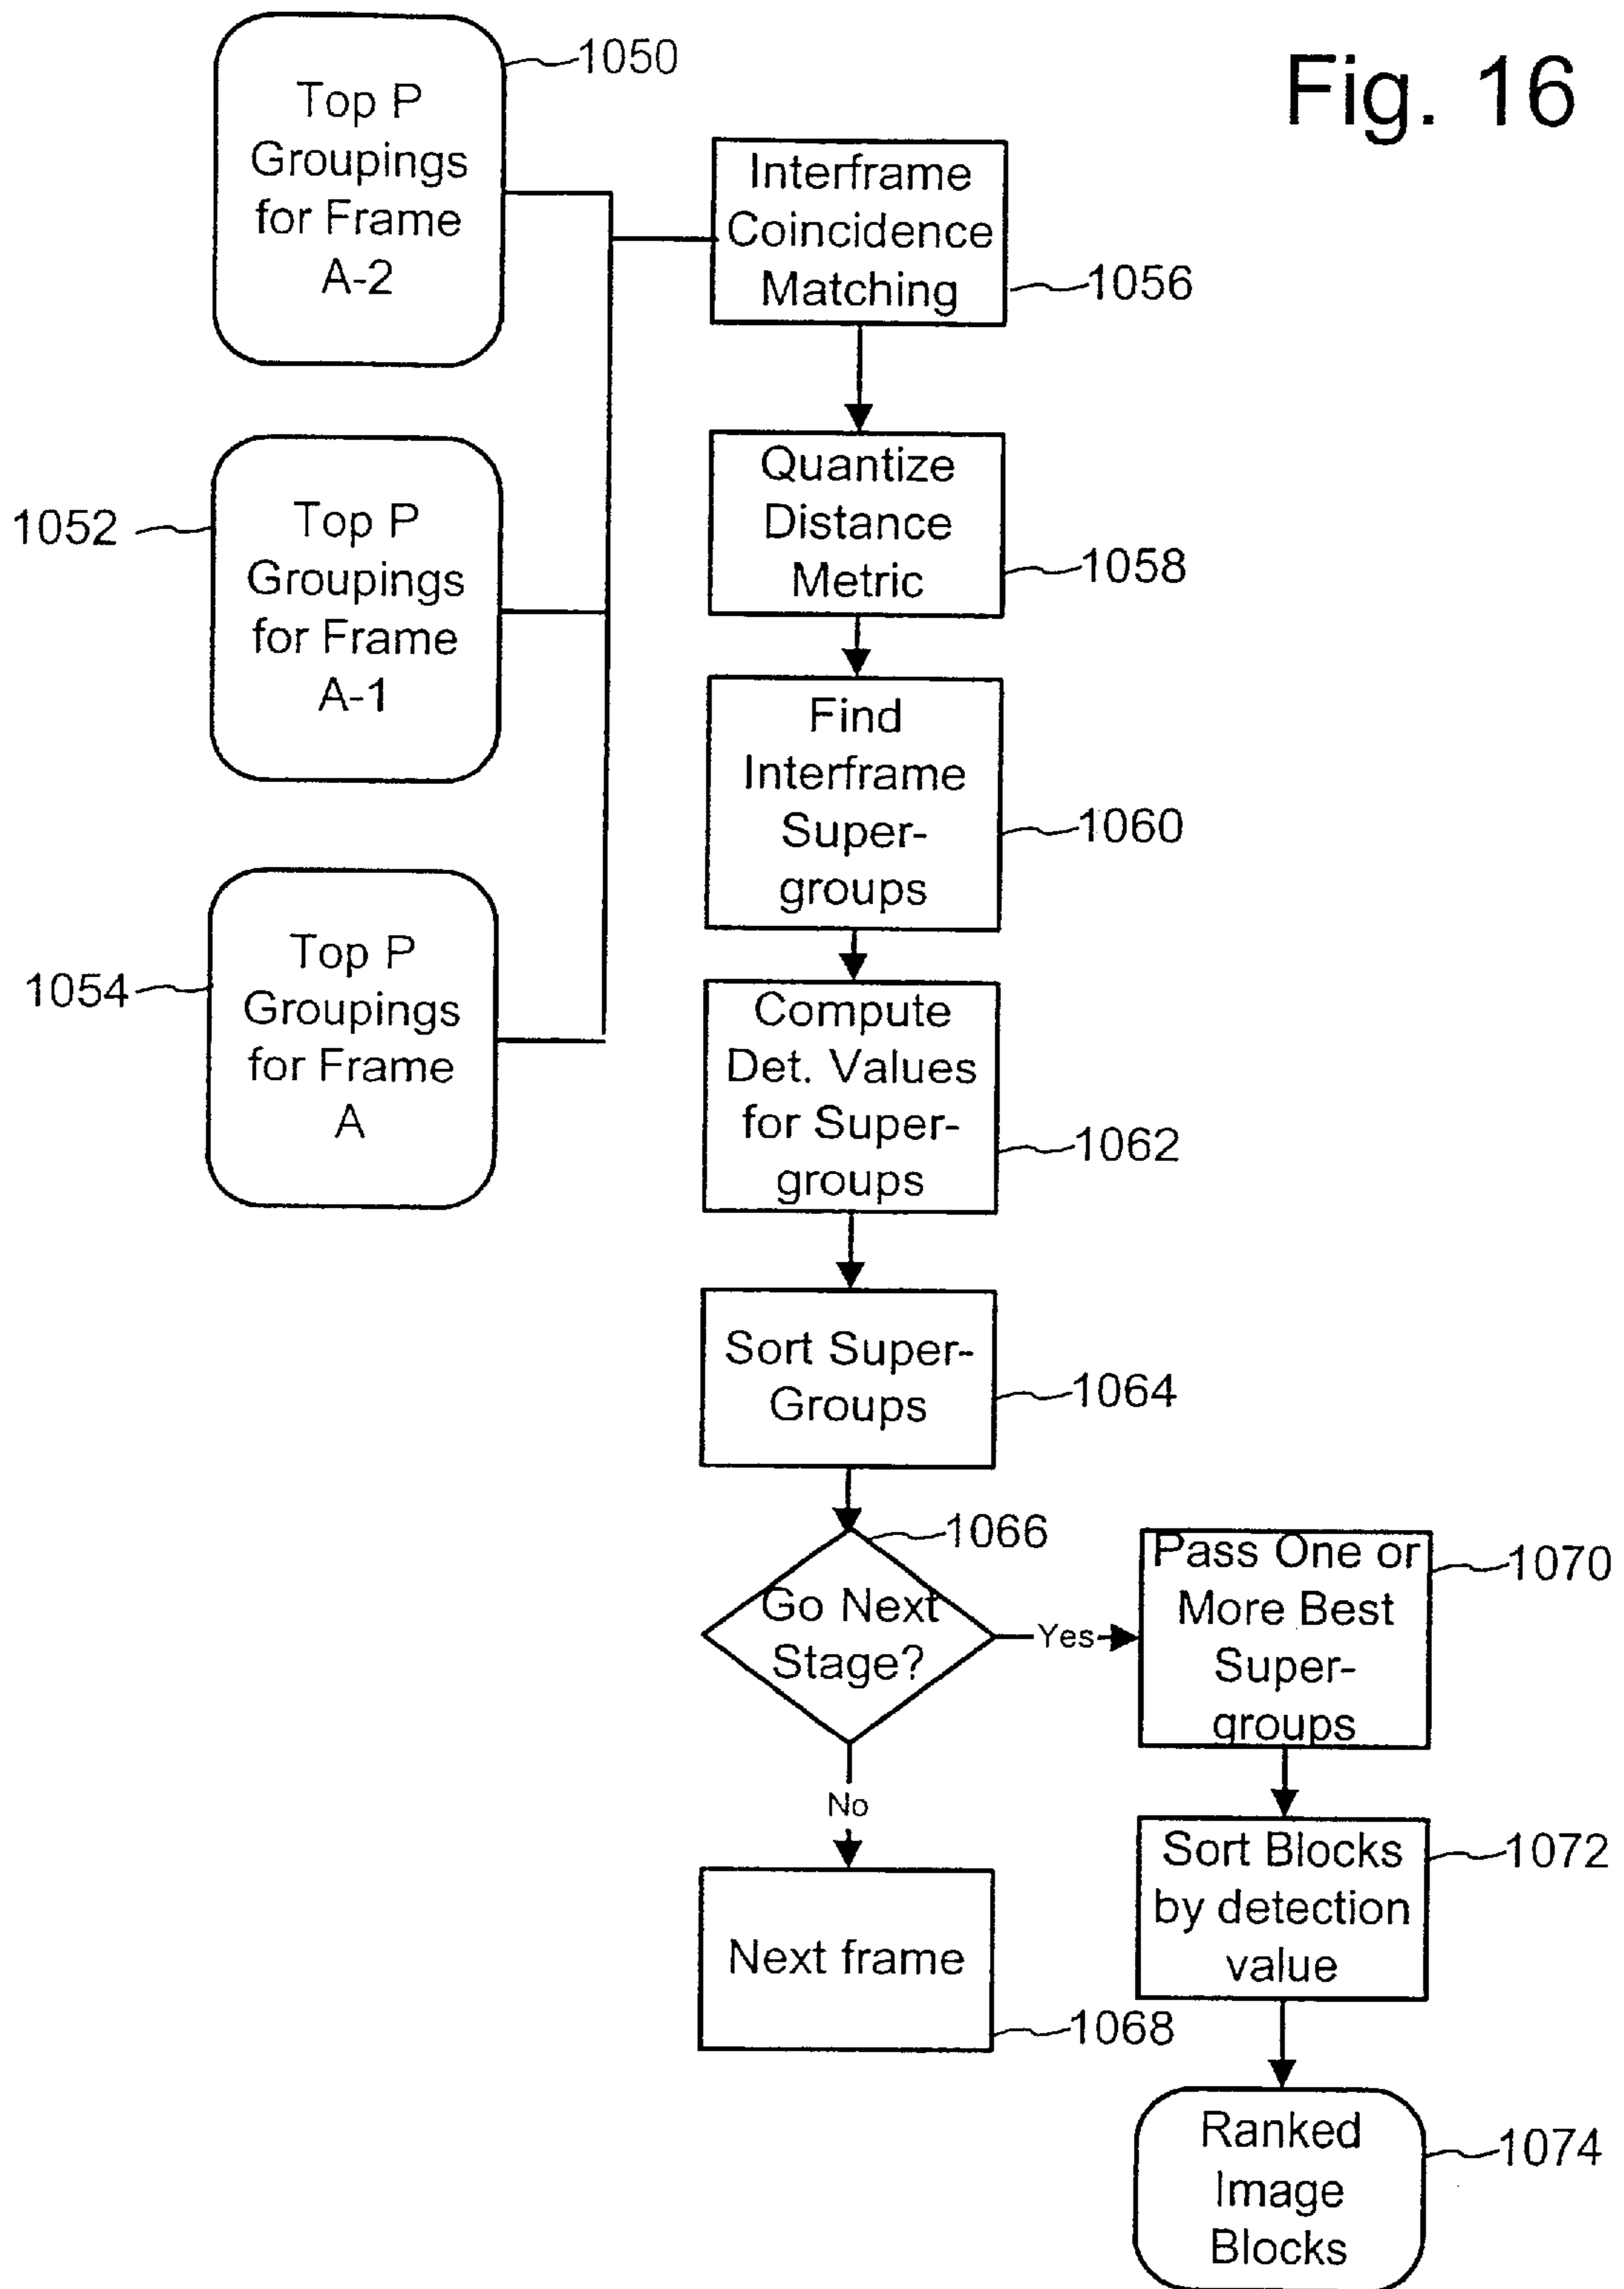 Fig. 16
1050
Top P
Groupings
for Frame
A-2
1052
Top P
Groupings
for Frame
A-1
1054
Top P
Groupings
for Frame
A
Interframe
Coincidence
Matching
1056
Quantize
Distance
Metric
1058
Find
Interframe
Super-
groups
1060
Compute
Det. Values
for Super-
groups
1062
Sort Super-
Groups
1064
1066
Go Next
Stage?
Yes
No
Next frame
1068
Pass One or
More Best
Super-
groups
1070
Sort Blocks
by detection
value
1072
Ranked
Image
Blocks
1074